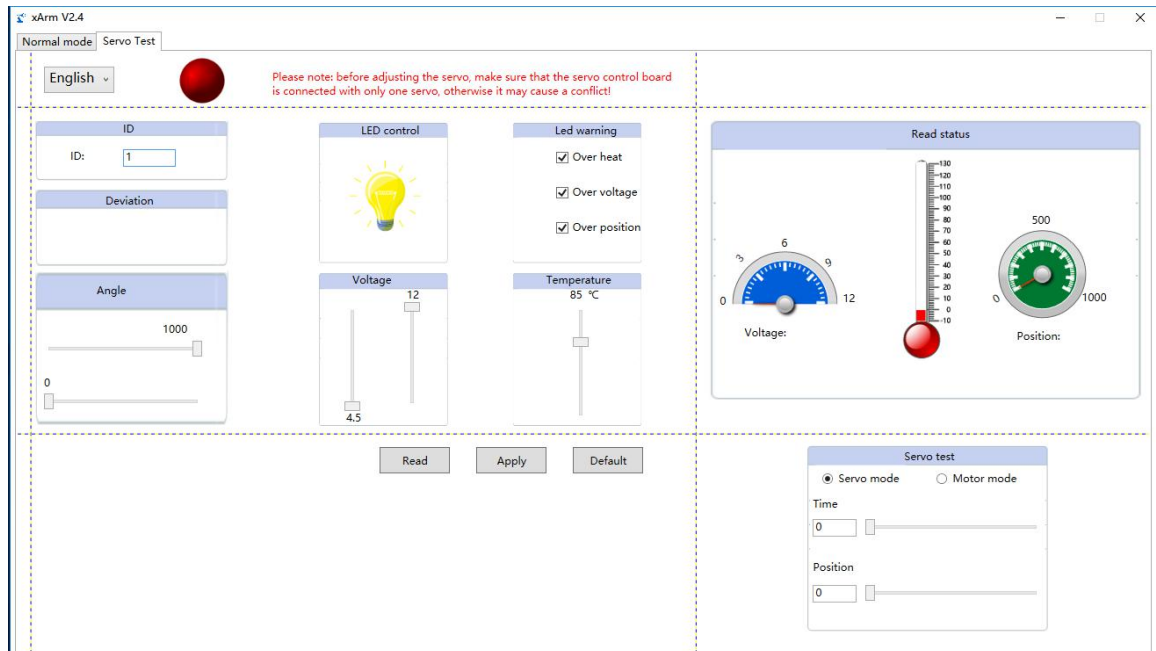 xArm V2.4
Normal mode Servo Test
English
Please note: before adjusting the servo, make sure that the servo control board
is connected with only one servo, otherwise it may cause a conflict!
ID
ID: 1
Deviation
Angle
1000
0
LED control
Led warning
Over heat
Over voltage
Over position
Voltage
12
4.5
Temperature
85 ℃
Read Apply Default
Read status
0 3 6 9 12
Voltage:
130
120
110
100
90
80
70
60
50
40
30
20
10
0
-10
0 500 1000
Position:
Servo test
Servo mode Motor mode
Time
0
Position
0